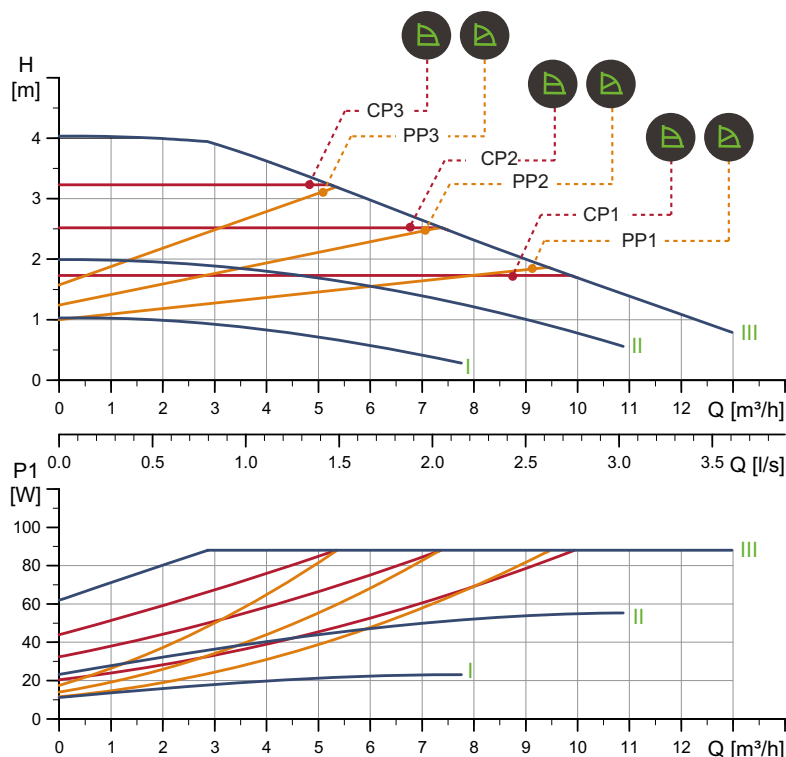 H
[m]
CP3
PP3
CP2
PP2
CP1
PP1
4
3
2
1
0
I
II
III
0 1 2 3 4 5 6 7 8 9 10 11 12 Q [m³/h]
0.0 0.5 1.0 1.5 2.0 2.5 3.0 3.5 Q [l/s]
P1
[W]
100
80
60
40
20
0
III
II
I
0 1 2 3 4 5 6 7 8 9 10 11 12 Q [m³/h]